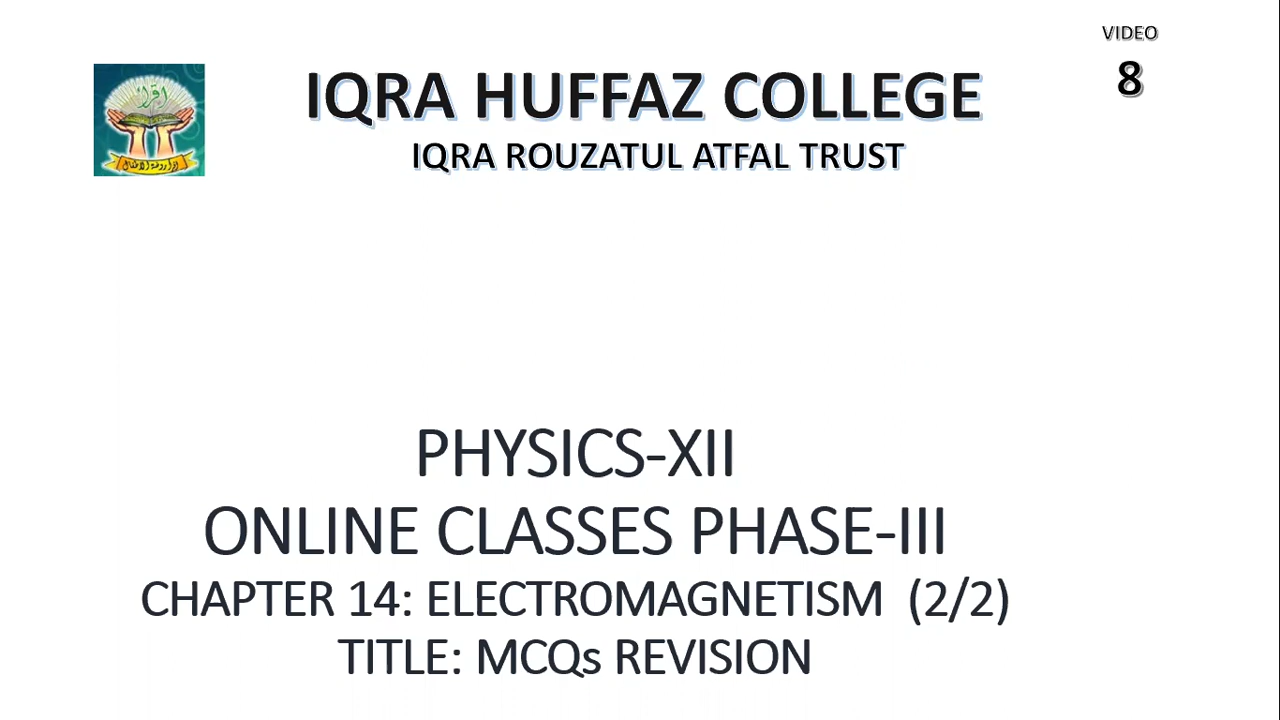 VIDEO
8
IQRA HUFFAZ COLLEGE
IQRA ROUZATUL ATFAL TRUST
اقرأ
PHYSICS-XII
ONLINE CLASSES PHASE-III
CHAPTER 14: ELECTROMAGNETISM (2/2)
TITLE: MCQs REVISION